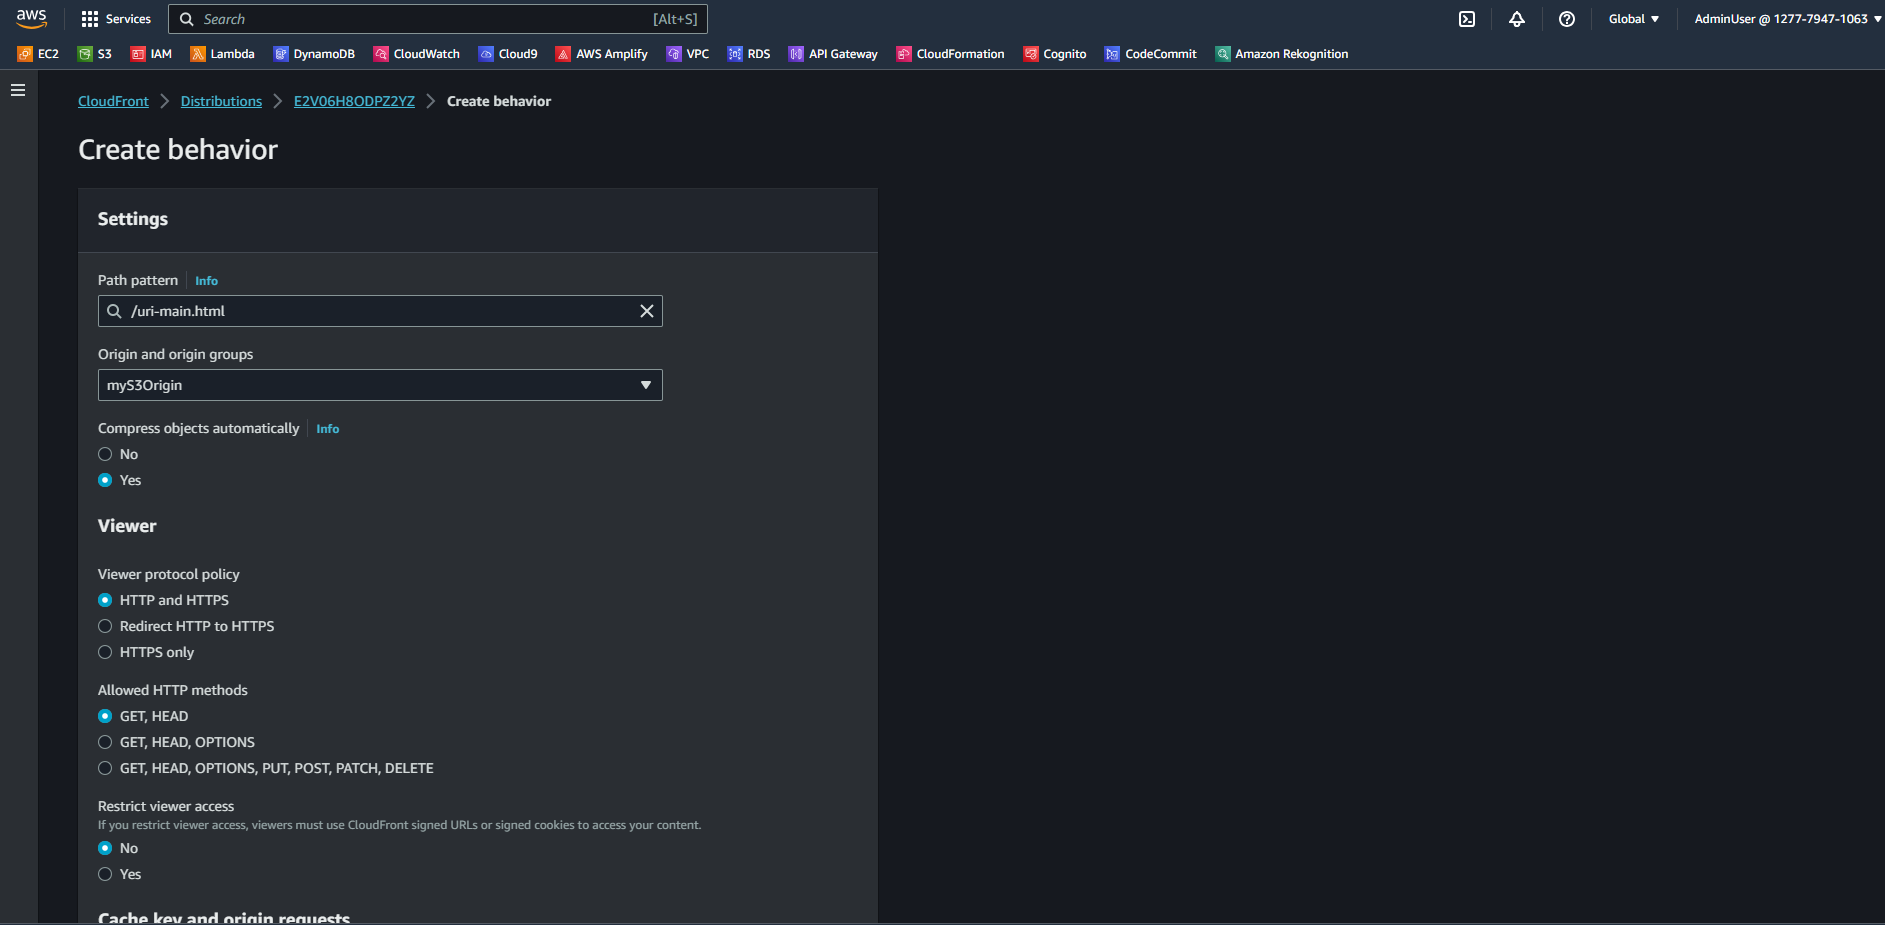 aws Services Search [Alt+S] Global AdminUser @ 1277-7947-1063
EC2 S3 IAM Lambda DynamoDB CloudWatch Cloud9 AWS Amplify VPC RDS API Gateway CloudFormation Cognito CodeCommit Amazon Rekognition
CloudFront Distributions E2V06H8ODPZ2YZ Create behavior
Create behavior
Settings
Path pattern Info
/uri-main.html
Origin and origin groups
myS3Origin
Compress objects automatically Info
No
Yes
Viewer
Viewer protocol policy
HTTP and HTTPS
Redirect HTTP to HTTPS
HTTPS only
Allowed HTTP methods
GET, HEAD
GET, HEAD, OPTIONS
GET, HEAD, OPTIONS, PUT, POST, PATCH, DELETE
Restrict viewer access
If you restrict viewer access, viewers must use CloudFront signed URLs or signed cookies to access your content.
No
Yes
Cache key and origin requests